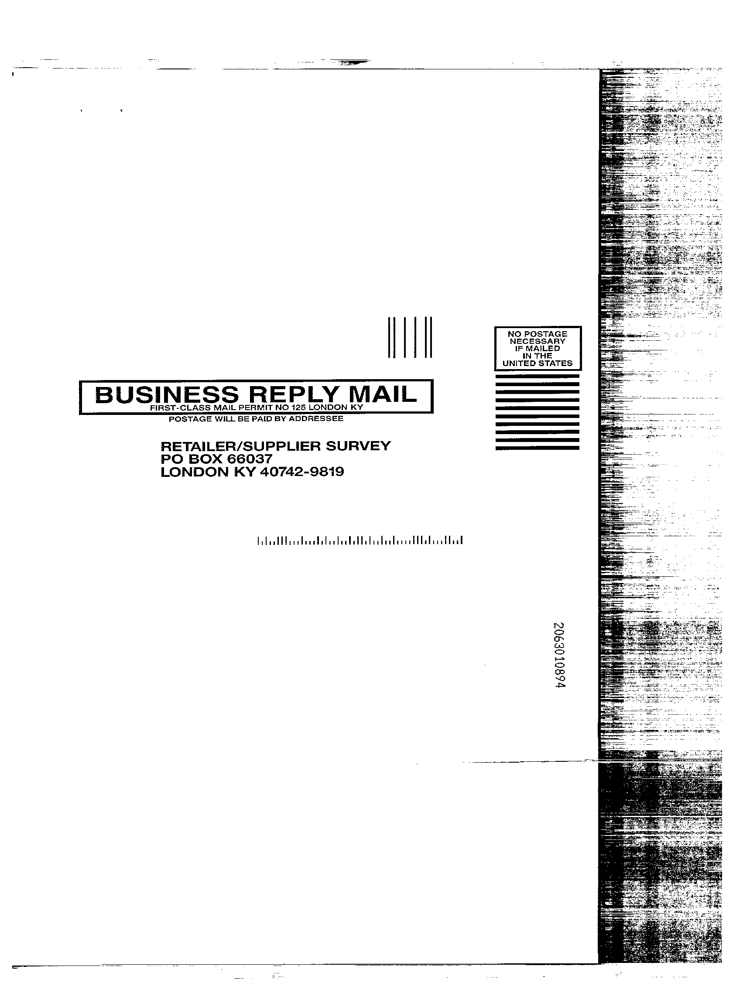 NO POSTAGE
NECESSARY
IF MAILED
IN THE
UNITED STATES
BUSINESS REPLY MAIL
FIRST-CLASS MAIL PERMIT NO 125 LONDON KY
POSTAGE WILL BE PAID BY ADDRESSEE
RETAILER/SUPPLIER SURVEY
PO BOX 66037
LONDON KY 40742-9819
2063010894